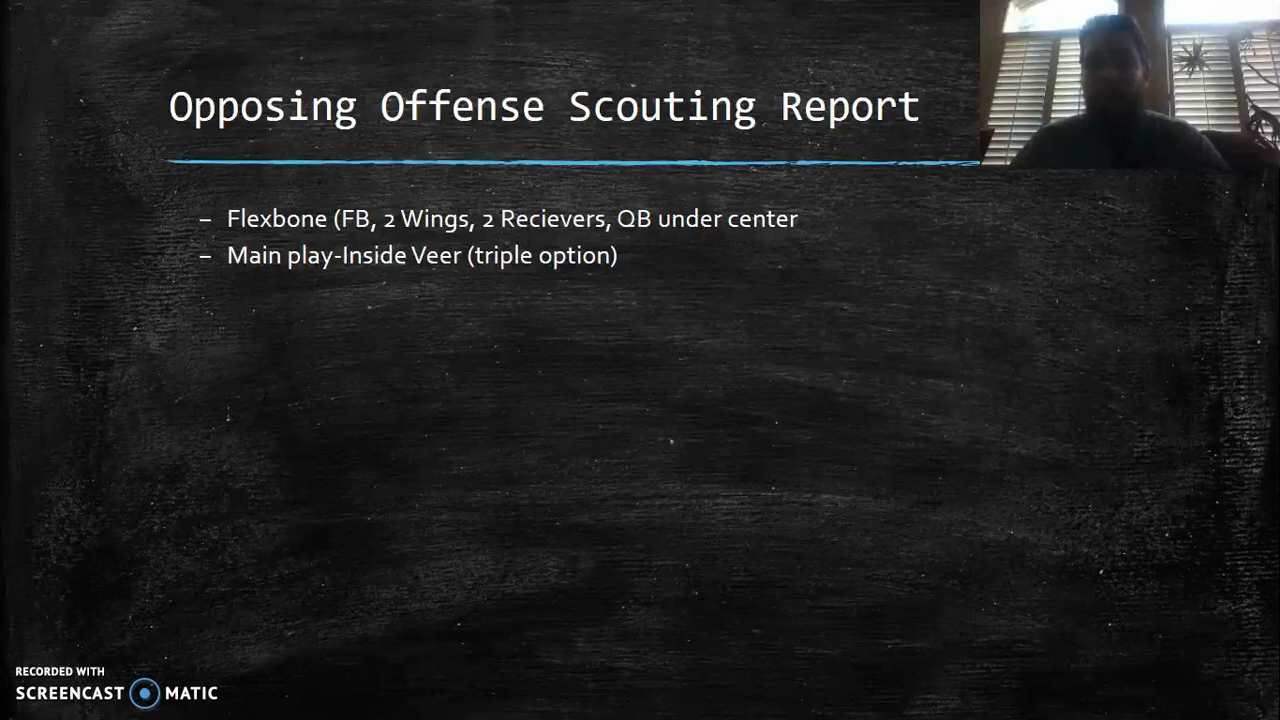 Opposing Offense Scouting Report
– Flexbone (FB, 2 Wings, 2 Recievers, QB under center
– Main play-Inside Veer (triple option)
RECORDED WITH
SCREENCAST MATIC